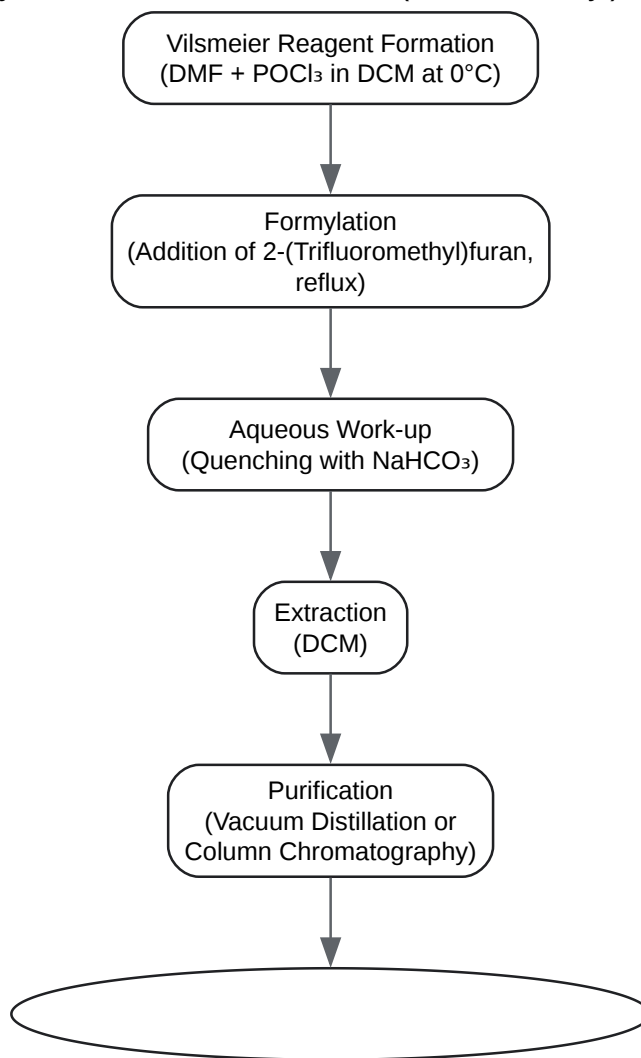 Vilsmeier Reagent Formation
(DMF + POCl₃ in DCM at 0°C)
Formylation
(Addition of 2-(Trifluoromethyl)furan,
reflux)
Aqueous Work-up
(Quenching with NaHCO₃)
Extraction
(DCM)
Purification
(Vacuum Distillation or
Column Chromatography)